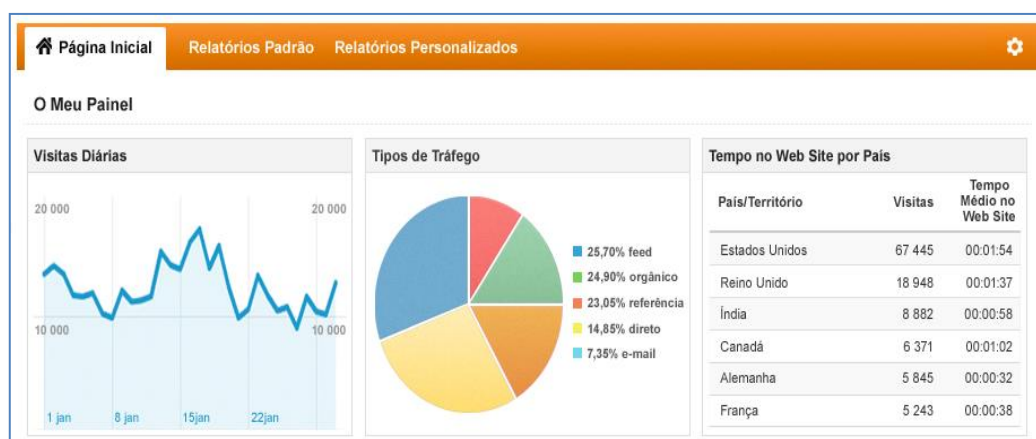 Página Inicial Relatórios Padrão Relatórios Personalizados
O Meu Painel
Visitas Diárias
20 000 20 000
10 000 10 000
1 jan 8 jan 15jan 22jan
Tipos de Tráfego
25,70% feed
24,90% orgânico
23,05% referência
14,85% direto
7,35% e-mail
Tempo no Web Site por País
País/Território Visitas Tempo Médio no Web Site
Estados Unidos 67 445 00:01:54
Reino Unido 18 948 00:01:37
Índia 8 882 00:00:58
Canadá 6 371 00:01:02
Alemanha 5 845 00:00:32
França 5 243 00:00:38